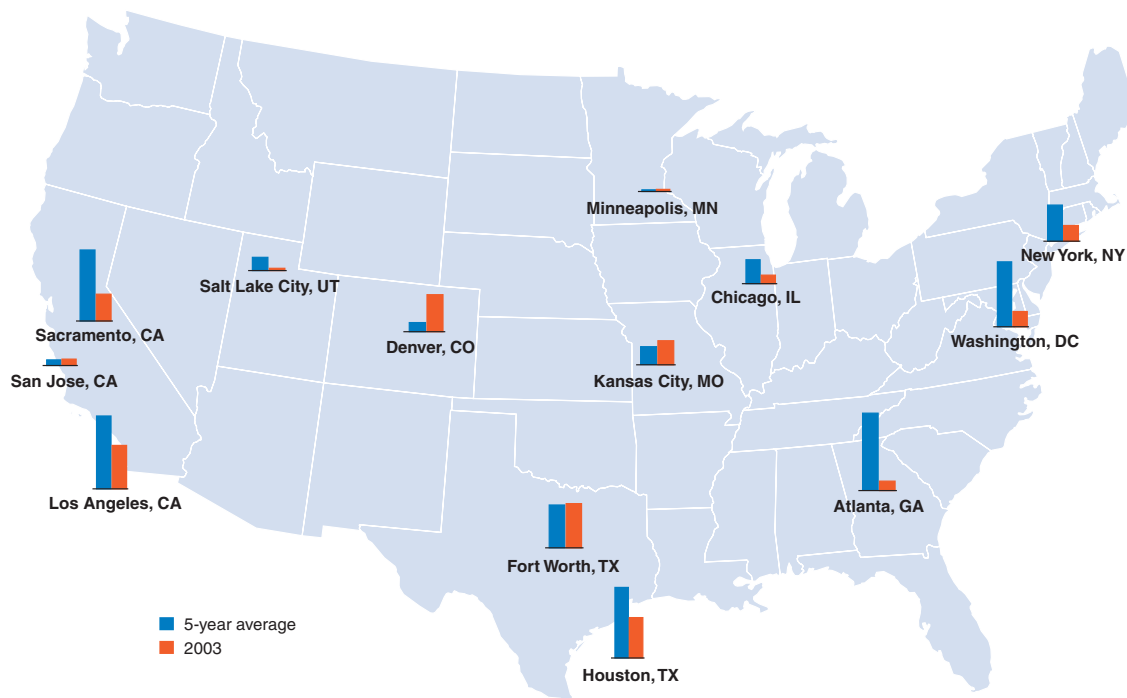 Minneapolis, MN
New York, NY
Salt Lake City, UT
Chicago, IL
Sacramento, CA
Denver, CO
Washington, DC
San Jose, CA
Kansas City, MO
Los Angeles, CA
Atlanta, GA
Fort Worth, TX
5-year average
2003
Houston, TX